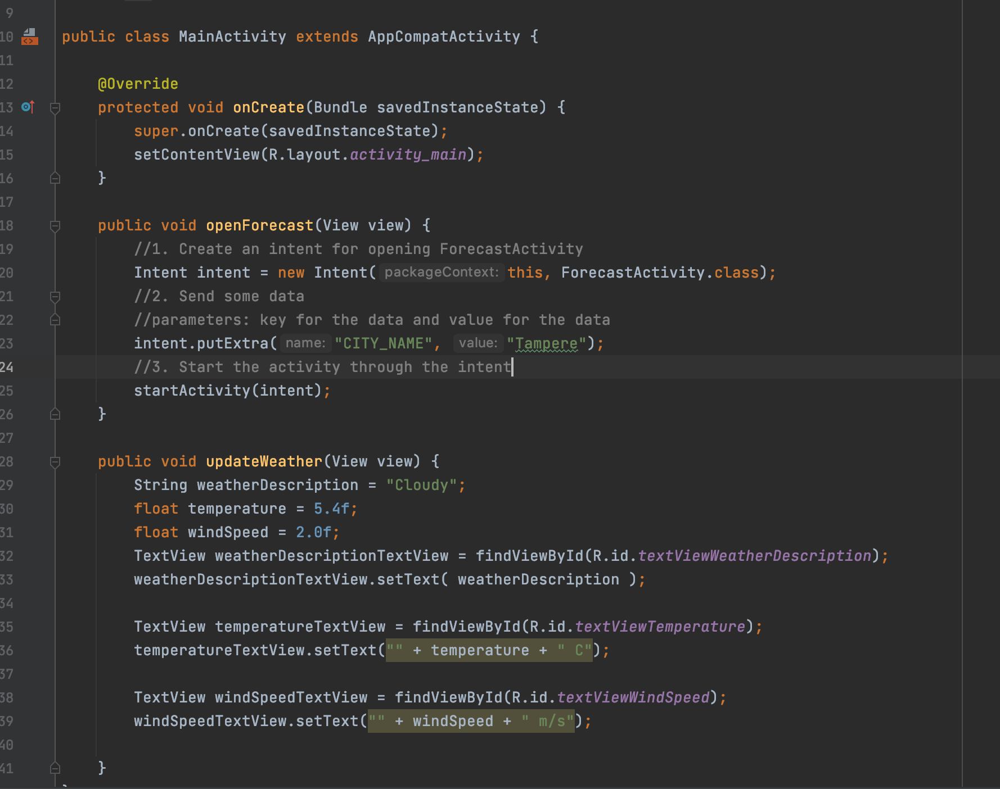 9
10 public class MainActivity extends AppCompatActivity {
11
12 @Override
13 protected void onCreate(Bundle savedInstanceState) {
14 super.onCreate(savedInstanceState);
15 setContentView(R.layout.activity_main);
16 }
17
18 public void openForecast(View view) {
19 //1. Create an intent for opening ForecastActivity
20 Intent intent = new Intent( packageContext: this, ForecastActivity.class);
21 //2. Send some data
22 //parameters: key for the data and value for the data
23 intent.putExtra( name: "CITY_NAME", value: "Tampere");
24 //3. Start the activity through the intent
25 startActivity(intent);
26 }
27
28 public void updateWeather(View view) {
29 String weatherDescription = "Cloudy";
30 float temperature = 5.4f;
31 float windSpeed = 2.0f;
32 TextView weatherDescriptionTextView = findViewById(R.id.textViewWeatherDescription);
33 weatherDescriptionTextView.setText( weatherDescription );
34
35 TextView temperatureTextView = findViewById(R.id.textViewTemperature);
36 temperatureTextView.setText("" + temperature + " C");
37
38 TextView windSpeedTextView = findViewById(R.id.textViewWindSpeed);
39 windSpeedTextView.setText("" + windSpeed + " m/s");
40
41 }